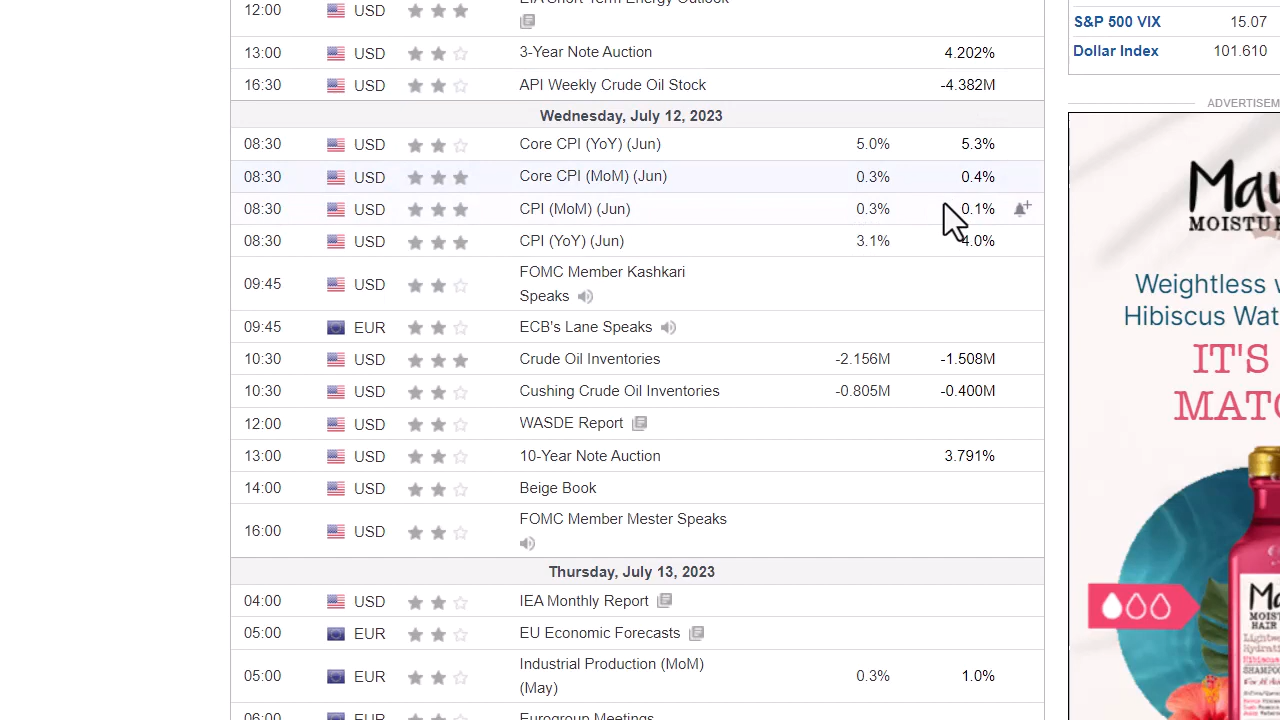 12:00 USD
S&P 500 VIX 15.07
13:00 USD 3-Year Note Auction 4.202%
Dollar Index 101.610
16:30 USD API Weekly Crude Oil Stock -4.382M
ADVERTISEM
Wednesday, July 12, 2023
08:30 USD Core CPI (YoY) (Jun) 5.0% 5.3%
08:30 USD Core CPI (MoM) (Jun) 0.3% 0.4%
08:30 USD CPI (MoM) (Jun) 0.3% 0.1%
08:30 USD CPI (YoY) (Jun) 3.1% 4.0%
09:45 USD FOMC Member Kashkari
Speaks
09:45 EUR ECB's Lane Speaks
10:30 USD Crude Oil Inventories -2.156M -1.508M
10:30 USD Cushing Crude Oil Inventories -0.400M
12:00 USD WASDE Report
13:00 USD 10-Year Note Auction 3.791%
14:00 USD Beige
16:00 USD FOMC Member Mester Speaks
Thursday, July 13, 2023
04:00 USD IEA Monthly Report
05:00 EUR EU Economic Forecasts
05:00 EUR Industrial Production (MoM)
(May) 0.3%
Mau
MOISTU
Weightless
Hibiscus Wat
IT'S
MATC
Ma
MOIST
HAIR